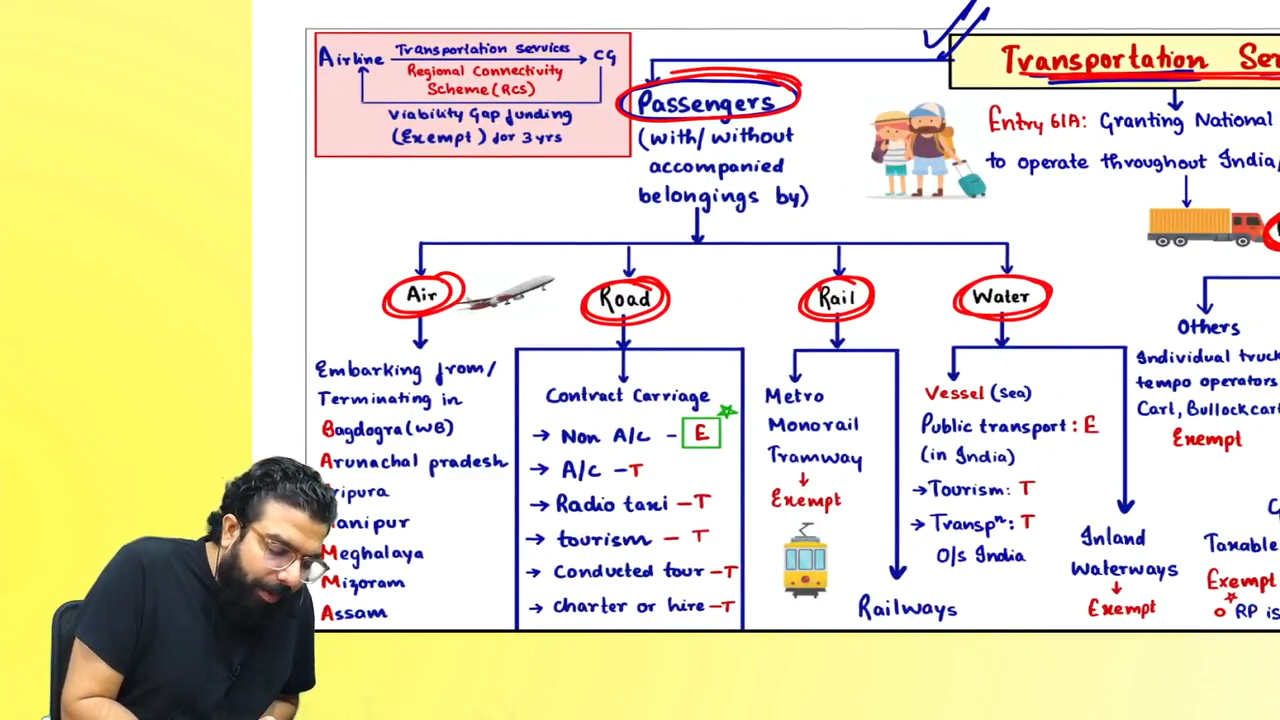 Airline
Transportation services
CG
Regional Connectivity
Scheme (RCS)
Viability Gap funding
(Exempt) for 3 yrs
Transportation Ser
Passengers
(with/ without
accompanied
belongings by)
Entry 61A: Granting National
to operate throughout India/
Air
Road
Rail
Water
Embarking from/
Terminating in
Bagdogra (WB)
Arunachal pradesh
ripura
anipur
Meghalaya
Mizoram
Assam
Contract Carriage
→ Non A/c - E
→ A/c - T
→ Radio taxi - T
→ tourism - T
→ Conducted tour - T
→ charter or hire - T
Metro
Monorail
Tramway
Exempt
Railways
Vessel (sea)
Public transport : E
(in India)
→ Tourism: T
→ Transpⁿ: T
O/s India
Inland
Waterways
Exempt
Others
Individual truck
tempo operators
Cart, Bullockcart
Exempt
Taxable
Exempt
RP is